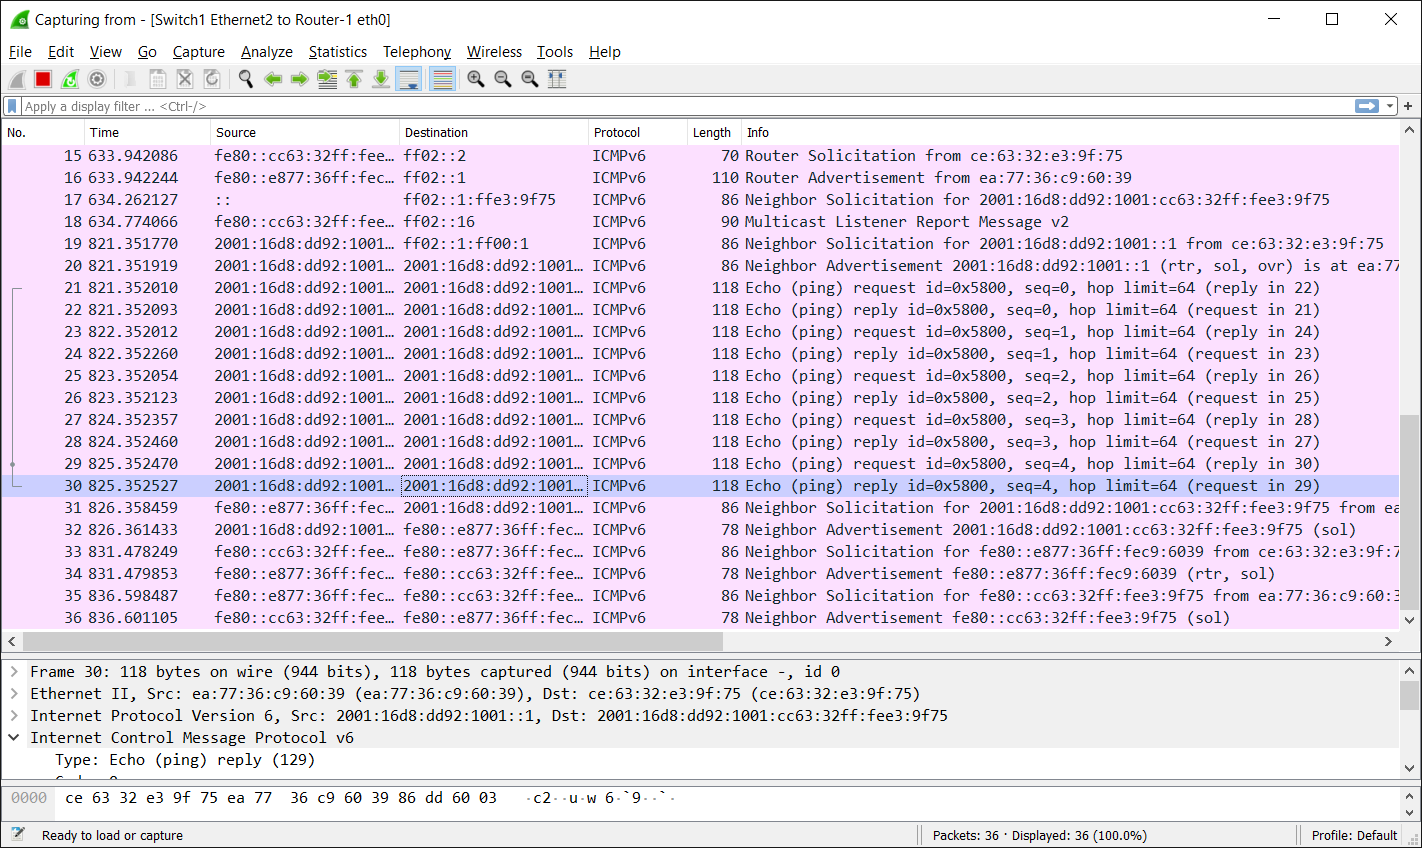 Capturing from - [Switch1 Ethernet2 to Router-1 eth0]
File Edit View Go Capture Analyze Statistics Telephony Wireless Tools Help
Apply a display filter ... <Ctrl-/>
No. Time Source Destination Protocol Length Info
15 633.942086 fe80::cc63:32ff:fee… ff02::2 ICMPv6 70 Router Solicitation from ce:63:32:e3:9f:75
16 633.942244 fe80::e877:36ff:fec… ff02::1 ICMPv6 110 Router Advertisement from ea:77:36:c9:60:39
17 634.262127 :: ff02::1:ffe3:9f75 ICMPv6 86 Neighbor Solicitation for 2001:16d8:dd92:1001:cc63:32ff:fee3:9f75
18 634.774066 fe80::cc63:32ff:fee… ff02::16 ICMPv6 90 Multicast Listener Report Message v2
19 821.351770 2001:16d8:dd92:1001… ff02::1:ff00:1 ICMPv6 86 Neighbor Solicitation for 2001:16d8:dd92:1001::1 from ce:63:32:e3:9f:75
20 821.351919 2001:16d8:dd92:1001… 2001:16d8:dd92:1001… ICMPv6 86 Neighbor Advertisement 2001:16d8:dd92:1001::1 (rtr, sol, ovr) is at ea:77
21 821.352010 2001:16d8:dd92:1001… 2001:16d8:dd92:1001… ICMPv6 118 Echo (ping) request id=0x5800, seq=0, hop limit=64 (reply in 22)
22 821.352093 2001:16d8:dd92:1001… 2001:16d8:dd92:1001… ICMPv6 118 Echo (ping) reply id=0x5800, seq=0, hop limit=64 (request in 21)
23 822.352012 2001:16d8:dd92:1001… 2001:16d8:dd92:1001… ICMPv6 118 Echo (ping) request id=0x5800, seq=1, hop limit=64 (reply in 24)
24 822.352260 2001:16d8:dd92:1001… 2001:16d8:dd92:1001… ICMPv6 118 Echo (ping) reply id=0x5800, seq=1, hop limit=64 (request in 23)
25 823.352054 2001:16d8:dd92:1001… 2001:16d8:dd92:1001… ICMPv6 118 Echo (ping) request id=0x5800, seq=2, hop limit=64 (reply in 26)
26 823.352123 2001:16d8:dd92:1001… 2001:16d8:dd92:1001… ICMPv6 118 Echo (ping) reply id=0x5800, seq=2, hop limit=64 (request in 25)
27 824.352357 2001:16d8:dd92:1001… 2001:16d8:dd92:1001… ICMPv6 118 Echo (ping) request id=0x5800, seq=3, hop limit=64 (reply in 28)
28 824.352460 2001:16d8:dd92:1001… 2001:16d8:dd92:1001… ICMPv6 118 Echo (ping) reply id=0x5800, seq=3, hop limit=64 (request in 27)
29 825.352470 2001:16d8:dd92:1001… 2001:16d8:dd92:1001… ICMPv6 118 Echo (ping) request id=0x5800, seq=4, hop limit=64 (reply in 30)
30 825.352527 2001:16d8:dd92:1001… 2001:16d8:dd92:1001… ICMPv6 118 Echo (ping) reply id=0x5800, seq=4, hop limit=64 (request in 29)
31 826.358459 fe80::e877:36ff:fec… 2001:16d8:dd92:1001… ICMPv6 86 Neighbor Solicitation for 2001:16d8:dd92:1001:cc63:32ff:fee3:9f75 from ea
32 826.361433 2001:16d8:dd92:1001… fe80::e877:36ff:fec… ICMPv6 78 Neighbor Advertisement 2001:16d8:dd92:1001:cc63:32ff:fee3:9f75 (sol)
33 831.478249 fe80::cc63:32ff:fee… fe80::e877:36ff:fec… ICMPv6 86 Neighbor Solicitation for fe80::e877:36ff:fec9:6039 from ce:63:32:e3:9f:7
34 831.479853 fe80::e877:36ff:fec… fe80::cc63:32ff:fee… ICMPv6 78 Neighbor Advertisement fe80::e877:36ff:fec9:6039 (rtr, sol)
35 836.598487 fe80::e877:36ff:fec… fe80::cc63:32ff:fee… ICMPv6 86 Neighbor Solicitation for fe80::cc63:32ff:fee3:9f75 from ea:77:36:c9:60:3
36 836.601105 fe80::cc63:32ff:fee… fe80::e877:36ff:fec… ICMPv6 78 Neighbor Advertisement fe80::cc63:32ff:fee3:9f75 (sol)
Frame 30: 118 bytes on wire (944 bits), 118 bytes captured (944 bits) on interface -, id 0
Ethernet II, Src: ea:77:36:c9:60:39 (ea:77:36:c9:60:39), Dst: ce:63:32:e3:9f:75 (ce:63:32:e3:9f:75)
Internet Protocol Version 6, Src: 2001:16d8:dd92:1001::1, Dst: 2001:16d8:dd92:1001:cc63:32ff:fee3:9f75
Internet Control Message Protocol v6
Type: Echo (ping) reply (129)
0000 ce 63 32 e3 9f 75 ea 77 36 c9 60 39 86 dd 60 03 ·c2··u·w 6·`9··`·
Ready to load or capture Packets: 36 · Displayed: 36 (100.0%) Profile: Default